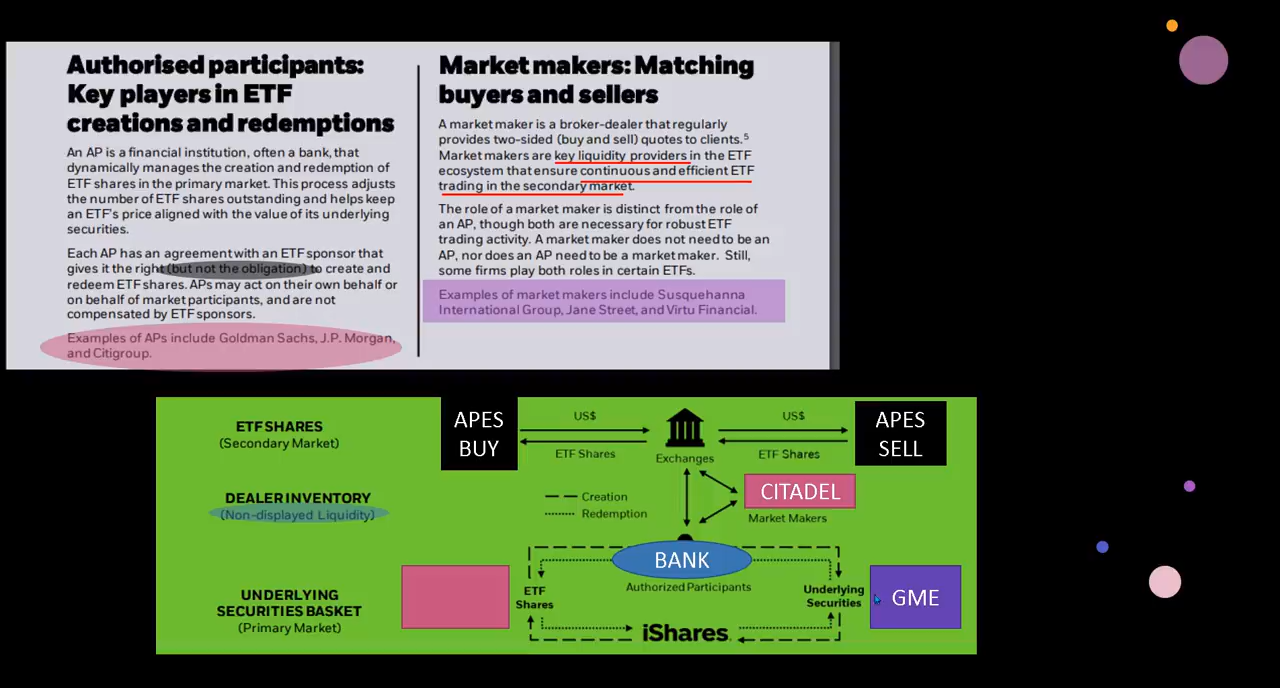 Authorised participants:
Key players in ETF
creations and redemptions
An AP is a financial institution, often a bank, that
dynamically manages the creation and redemption of
ETF shares in the primary market. This process adjusts
the number of ETF shares outstanding and helps keep
an ETF's price aligned with the value of its underlying
securities.
Each AP has an agreement with an ETF sponsor that
gives it the right (but not the obligation) to create and
redeem ETF shares. APs may act on their own behalf or
on behalf of market participants, and are not
compensated by ETF sponsors.
Examples of APs include Goldman Sachs, J.P. Morgan,
and Citigroup.
Market makers: Matching
buyers and sellers
A market maker is a broker-dealer that regularly
provides two-sided (buy and sell) quotes to clients.⁵
Market makers are key liquidity providers in the ETF
ecosystem that ensure continuous and efficient ETF
trading in the secondary market.
The role of a market maker is distinct from the role of
an AP, though both are necessary for robust ETF
trading activity. A market maker does not need to be an
AP, nor does an AP need to be a market maker. Still,
some firms play both roles in certain ETFs.
Examples of market makers include Susquehanna
International Group, Jane Street, and Virtu Financial.
ETF SHARES
(Secondary Market)
APES
BUY
US$
ETF Shares
Exchanges
US$
ETF Shares
APES
SELL
DEALER INVENTORY
(Non-displayed Liquidity)
Creation
Redemption
CITADEL
Market Makers
BANK
Authorized Participants
UNDERLYING
SECURITIES BASKET
(Primary Market)
ETF
Shares
iShares.
Underlying
Securities
GME